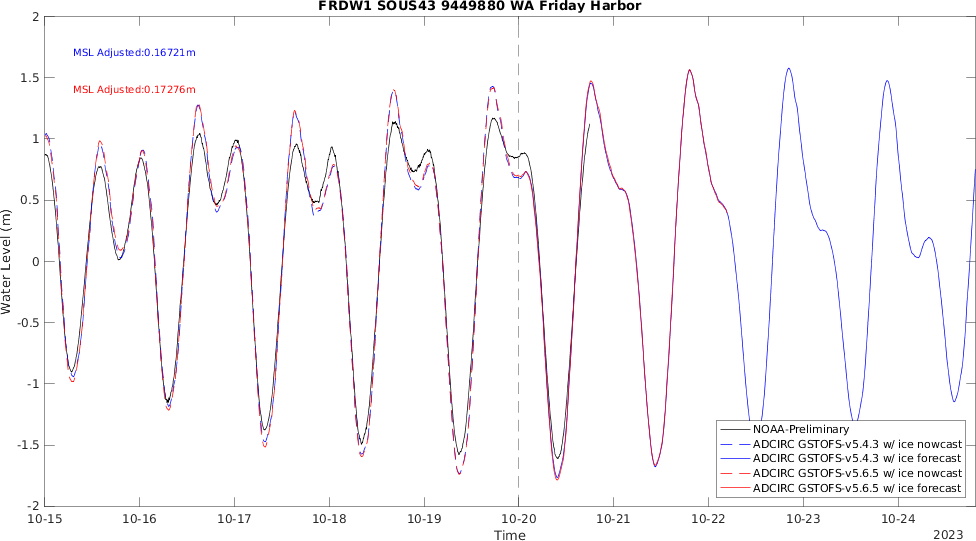 FRDW1 SOUS43 9449880 WA Friday Harbor
MSL Adjusted:0.16721m
MSL Adjusted:0.17276m
Water Level (m)
2
1.5
1
0.5
0
-0.5
-1
-1.5
-2
NOAA-Preliminary
ADCIRC GSTOFS-v5.4.3 w/ ice nowcast
ADCIRC GSTOFS-v5.4.3 w/ ice forecast
ADCIRC GSTOFS-v5.6.5 w/ ice nowcast
ADCIRC GSTOFS-v5.6.5 w/ ice forecast
10-15 10-16 10-17 10-18 10-19 10-20 10-21 10-22 10-23 10-24
Time
2023